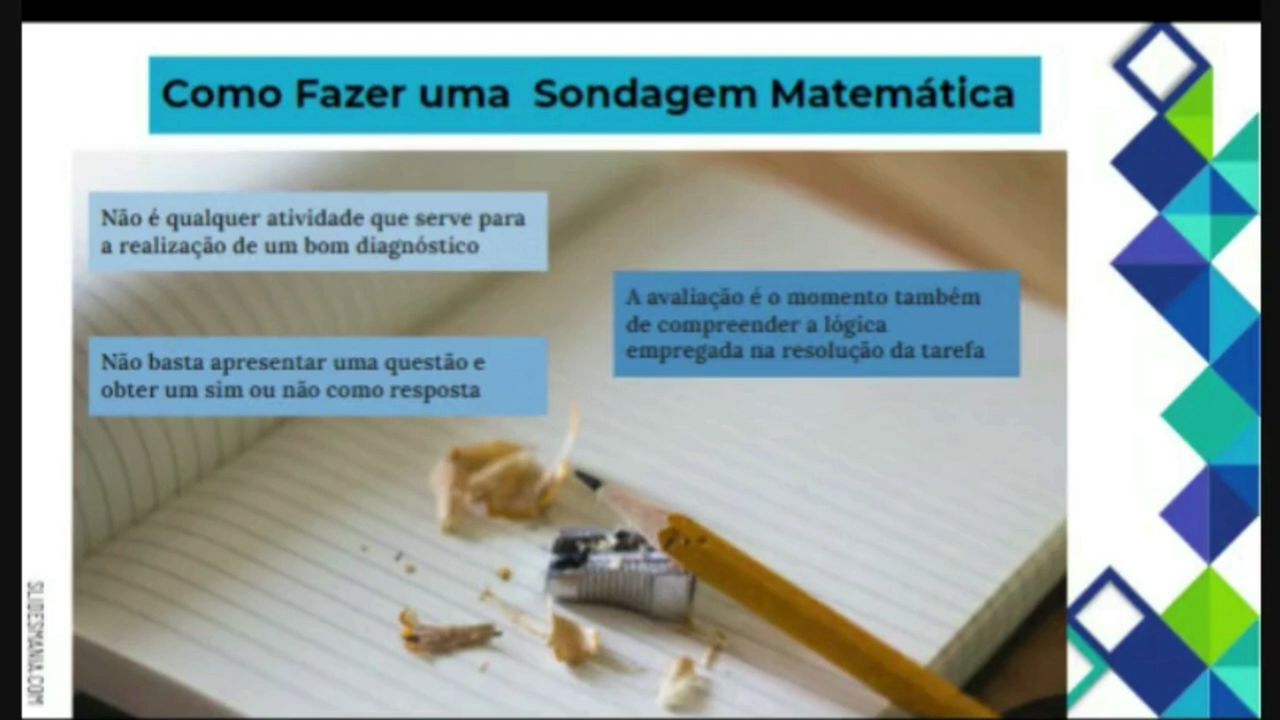 Como Fazer uma Sondagem Matemática
Não é qualquer atividade que serve para
a realização de um bom diagnóstico
A avaliação é o momento também
de compreender a lógica
empregada na resolução da tarefa
Não basta apresentar uma questão e
obter um sim ou não como resposta
SLIDESMANIA.COM